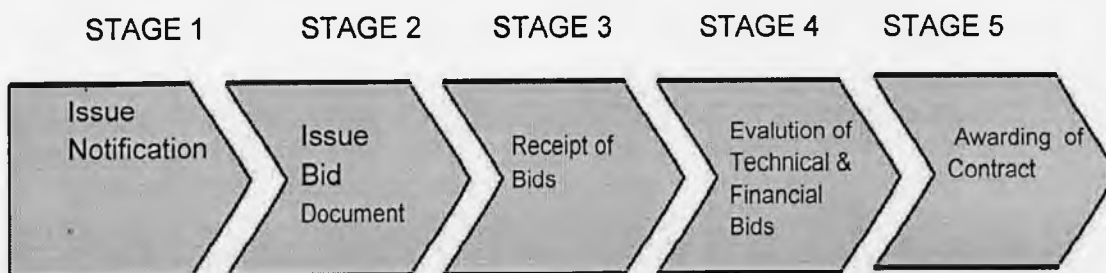 STAGE 1
STAGE 2
STAGE 3
STAGE 4
STAGE 5
Issue
Notification
Issue
Bid
Document
Receipt of
Bids
Evalution of
Technical &
Financial
Bids
Awarding of
Contract